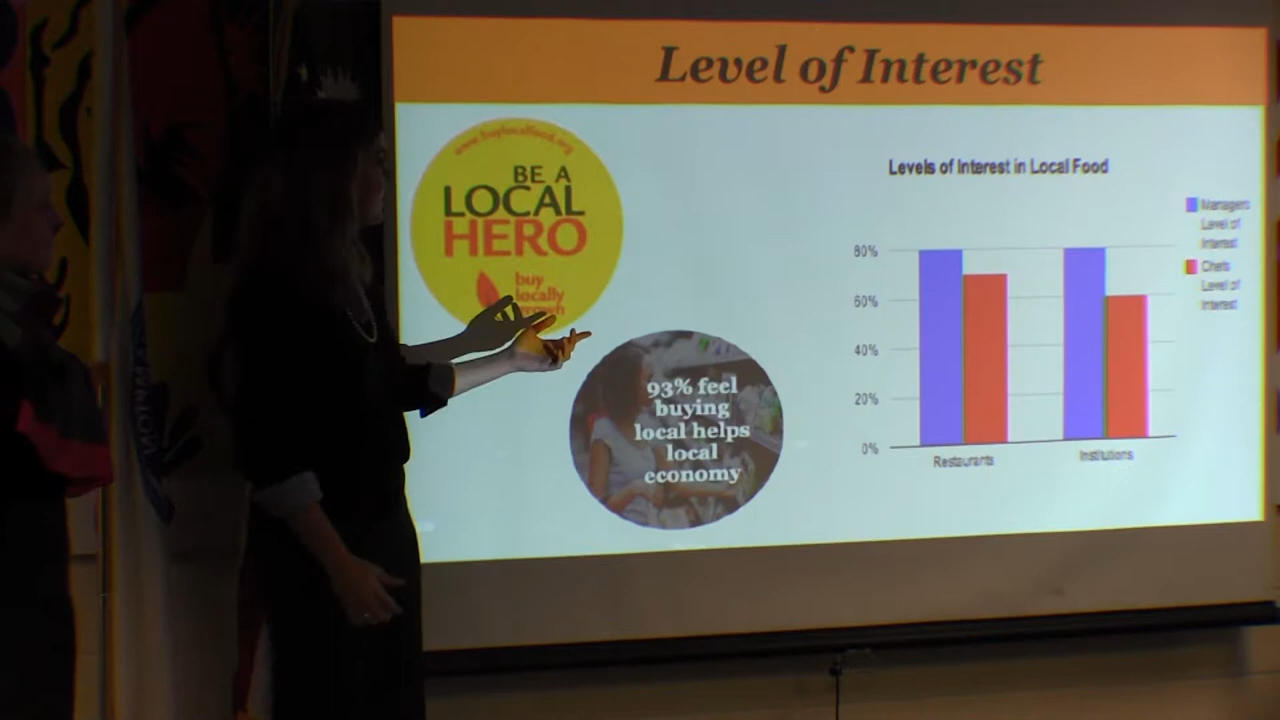 Level of Interest
www.buylocalfood.org
BE A
LOCAL
HERO
buy
locally
grown
93% feel
buying
local helps
local
economy
Levels of Interest in Local Food
Managers
Level of
Interest
Chefs
Level of
Interest
80%
60%
40%
20%
0%
Restaurants
Institutions